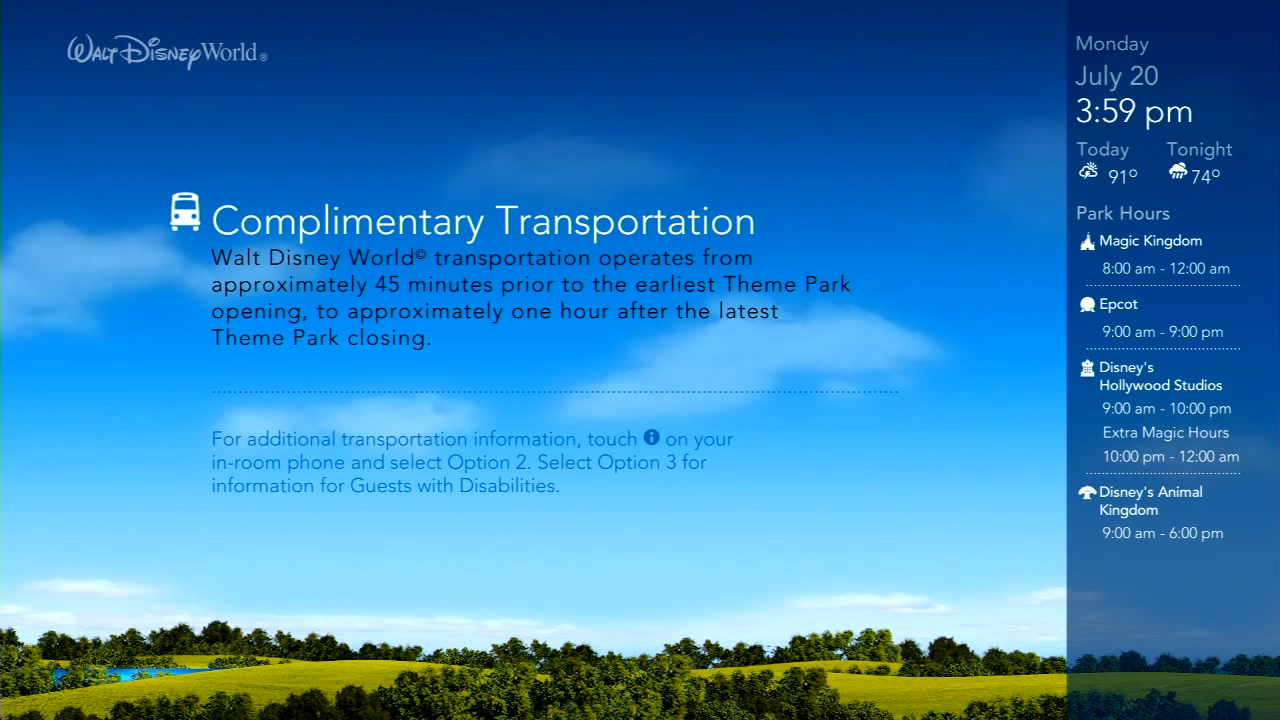 Walt Disney World®
Complimentary Transportation
Walt Disney World© transportation operates from
approximately 45 minutes prior to the earliest Theme Park
opening, to approximately one hour after the latest
Theme Park closing.
For additional transportation information, touch i on your
in-room phone and select Option 2. Select Option 3 for
information for Guests with Disabilities.
Monday
July 20
3:59 pm
Today Tonight
91° 74°
Park Hours
Magic Kingdom
8:00 am - 12:00 am
Epcot
9:00 am - 9:00 pm
Disney's
Hollywood Studios
9:00 am - 10:00 pm
Extra Magic Hours
10:00 pm - 12:00 am
Disney's Animal
Kingdom
9:00 am - 6:00 pm